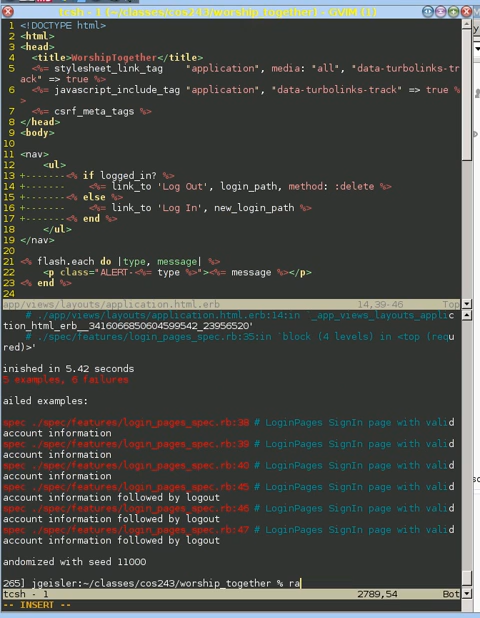 tcsh - 1 (~/classes/cos243/worship_together) - GVIM (1)
1 <!DOCTYPE html>
2 <html>
3 <head>
4 <title>WorshipTogether</title>
5 <%= stylesheet_link_tag "application", media: "all", "data-turbolinks-tr
ack" => true %>
6 <%= javascript_include_tag "application", "data-turbolinks-track" => true %
>
7 <%= csrf_meta_tags %>
8 </head>
9 <body>
10
11 <nav>
12 <ul>
13 +-------<% if logged_in? %>
14 +------- <%= link_to 'Log Out', login_path, method: :delete %>
15 +-------<% else %>
16 +------- <%= link_to 'Log In', new_login_path %>
17 +-------<% end %>
18 </ul>
19 </nav>
20
21 <% flash.each do |type, message| %>
22 <p class="ALERT-<%= type %>"><%= message %></p>
23 <% end %>
24
app/views/layouts/application.html.erb 14,39-46 Top
# ./app/views/layouts/application.html.erb:14:in `_app_views_layouts_applic
ation_html_erb__3416066850604599542_23956520'
# ./spec/features/login_pages_spec.rb:35:in `block (4 levels) in <top (requ
red)>'
inished in 5.42 seconds
5 examples, 6 failures
ailed examples:
spec ./spec/features/login_pages_spec.rb:38 # LoginPages SignIn page with valid
account information
spec ./spec/features/login_pages_spec.rb:39 # LoginPages SignIn page with valid
account information
spec ./spec/features/login_pages_spec.rb:40 # LoginPages SignIn page with valid
account information
spec ./spec/features/login_pages_spec.rb:45 # LoginPages SignIn page with valid
account information followed by logout
spec ./spec/features/login_pages_spec.rb:46 # LoginPages SignIn page with valid
account information followed by logout
spec ./spec/features/login_pages_spec.rb:47 # LoginPages SignIn page with valid
account information followed by logout
andomized with seed 11000
265] jgeisler:~/classes/cos243/worship_together % ra
tcsh - 1 2789,54 Bot
-- INSERT --